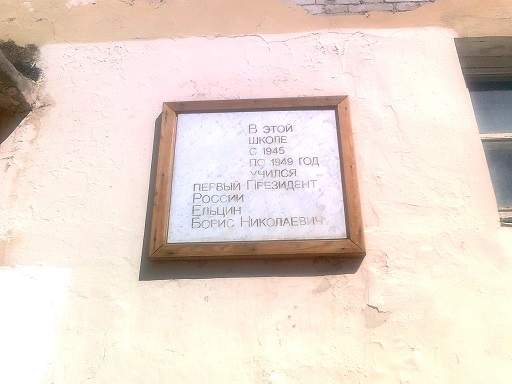 В этой
школе
с 1945
по 1949 год
учился
первый Президент
России
Ельцин
Борис Николаевич